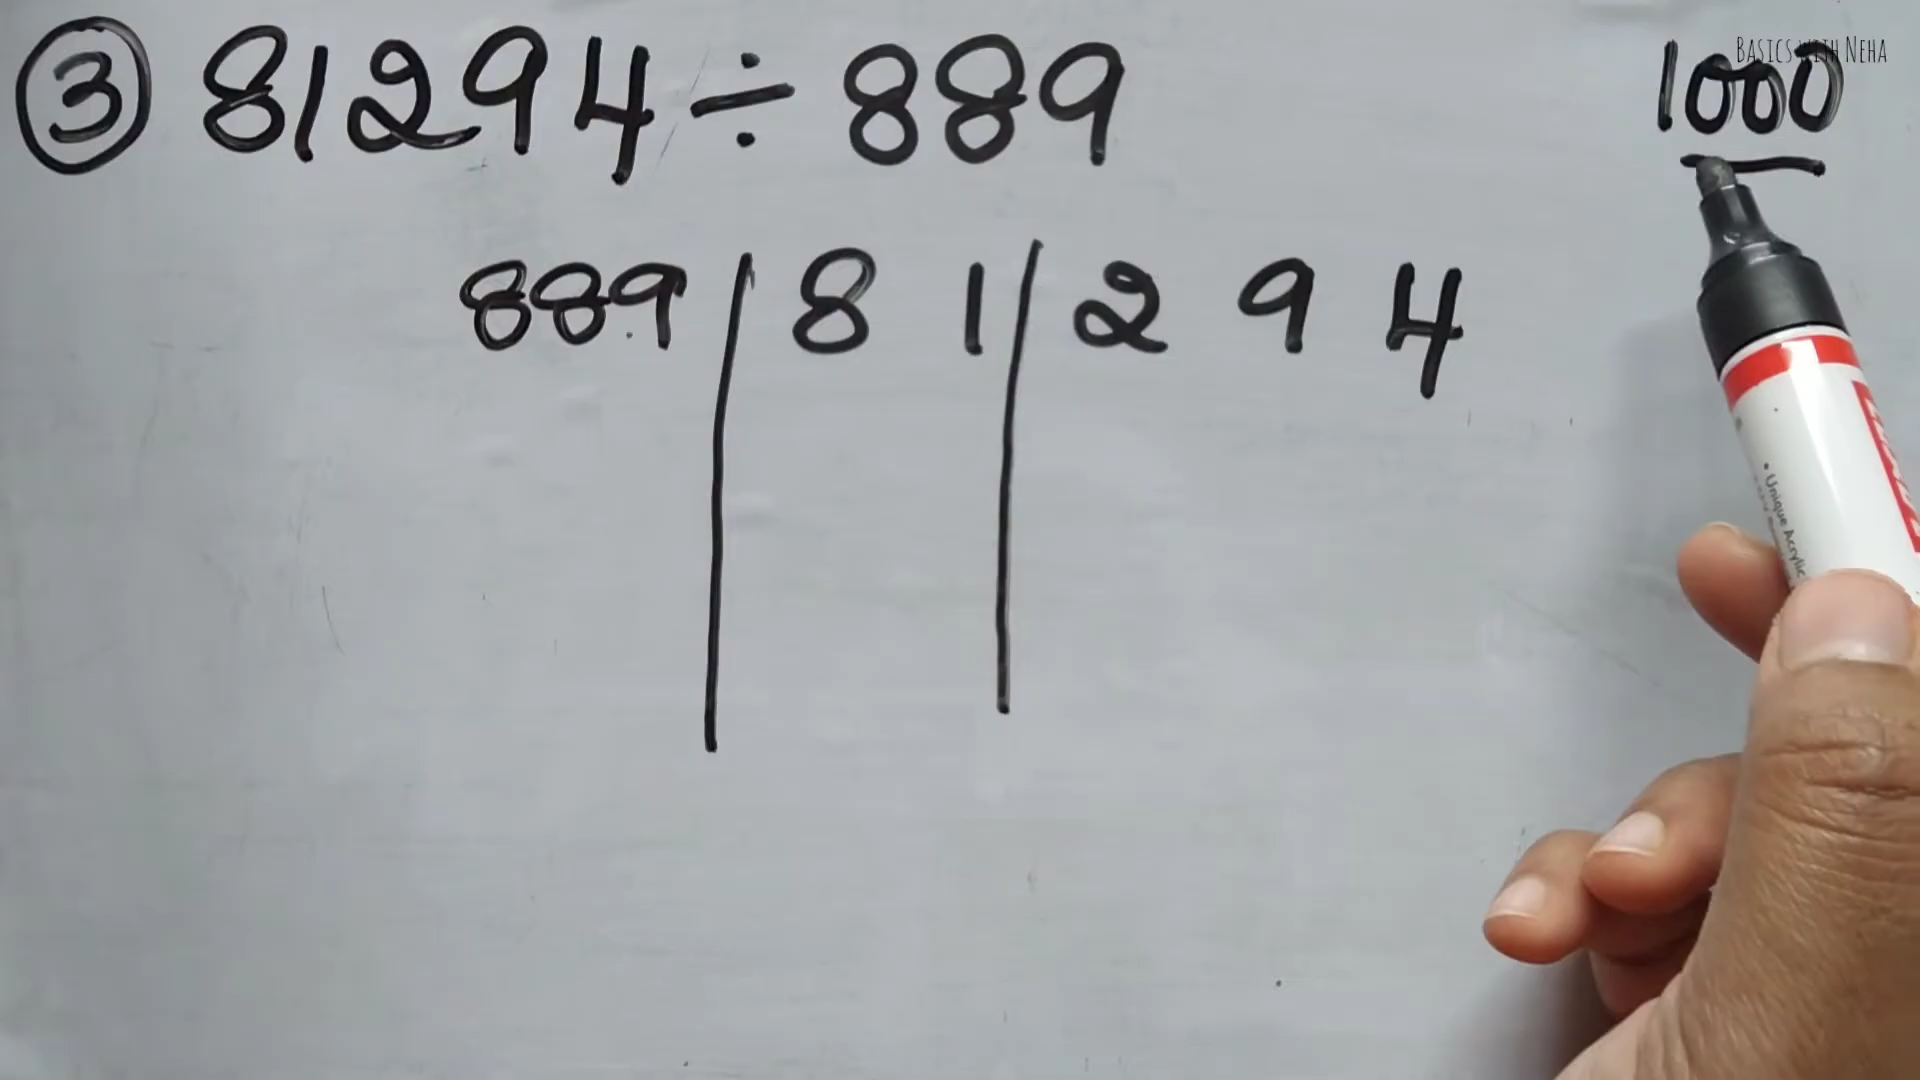 ③ 81294 ÷ 889
1000
BASICS WITH NEHA
889 | 8 1 | 2 9 4
• Unique Acrylic